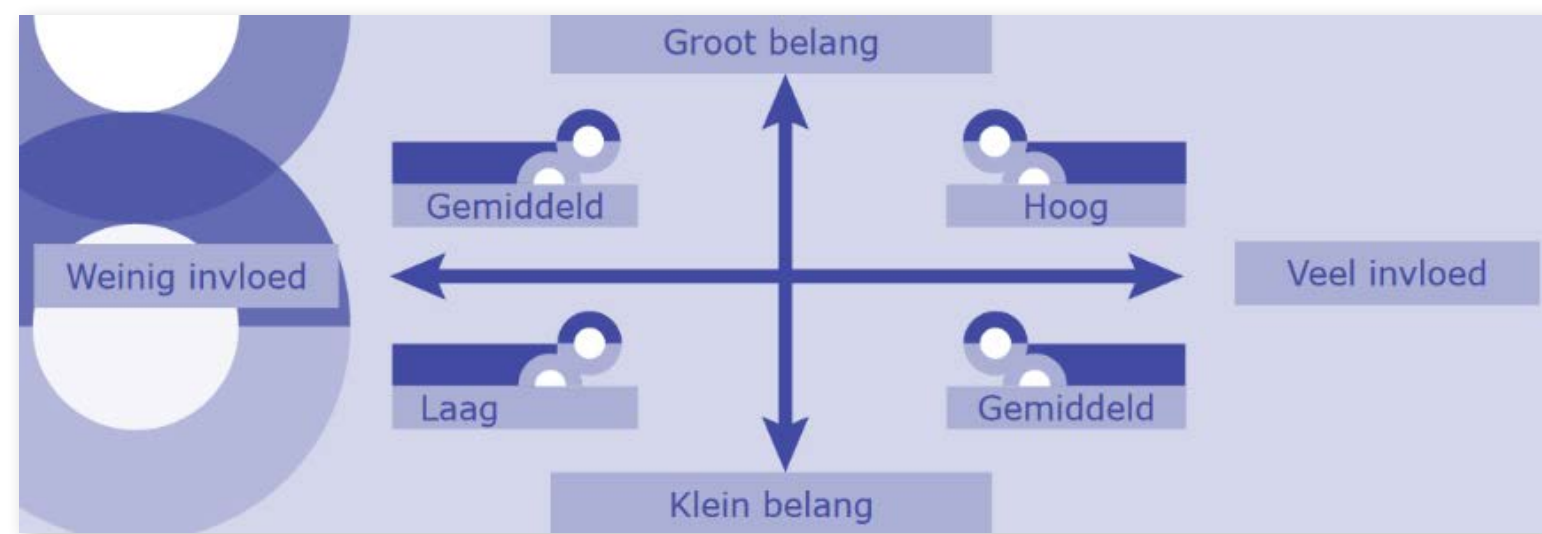 Groot belang
Gemiddeld
Hoog
Weinig invloed
Veel invloed
Laag
Gemiddeld
Klein belang